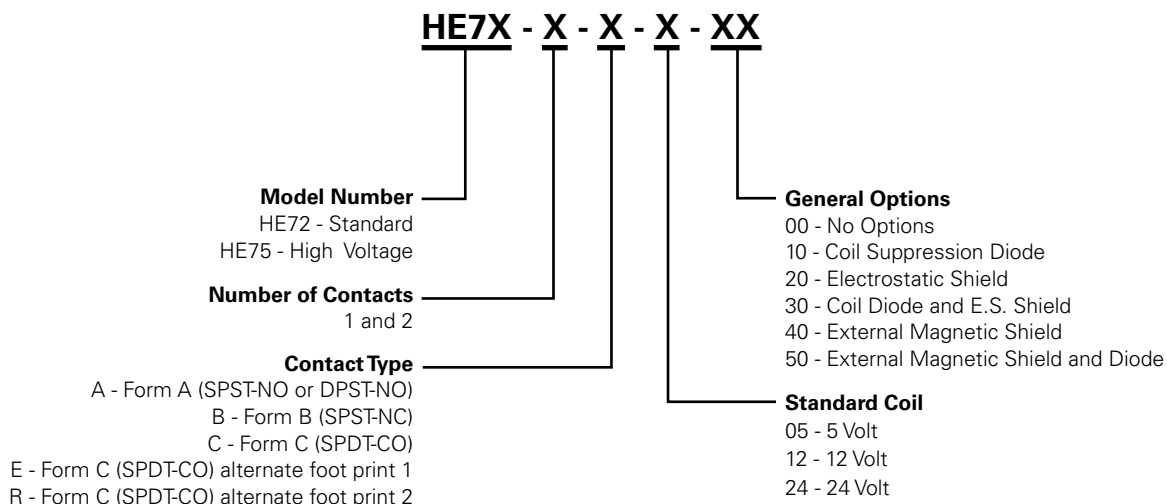 HE7X - X - X - X - XX
Model Number
HE72 - Standard
HE75 - High Voltage
Number of Contacts
1 and 2
Contact Type
A - Form A (SPST-NO or DPST-NO)
B - Form B (SPST-NC)
C - Form C (SPDT-CO)
E - Form C (SPDT-CO) alternate foot print 1
R - Form C (SPDT-CO) alternate foot print 2
General Options
00 - No Options
10 - Coil Suppression Diode
20 - Electrostatic Shield
30 - Coil Diode and E.S. Shield
40 - External Magnetic Shield
50 - External Magnetic Shield and Diode
Standard Coil
05 - 5 Volt
12 - 12 Volt
24 - 24 Volt